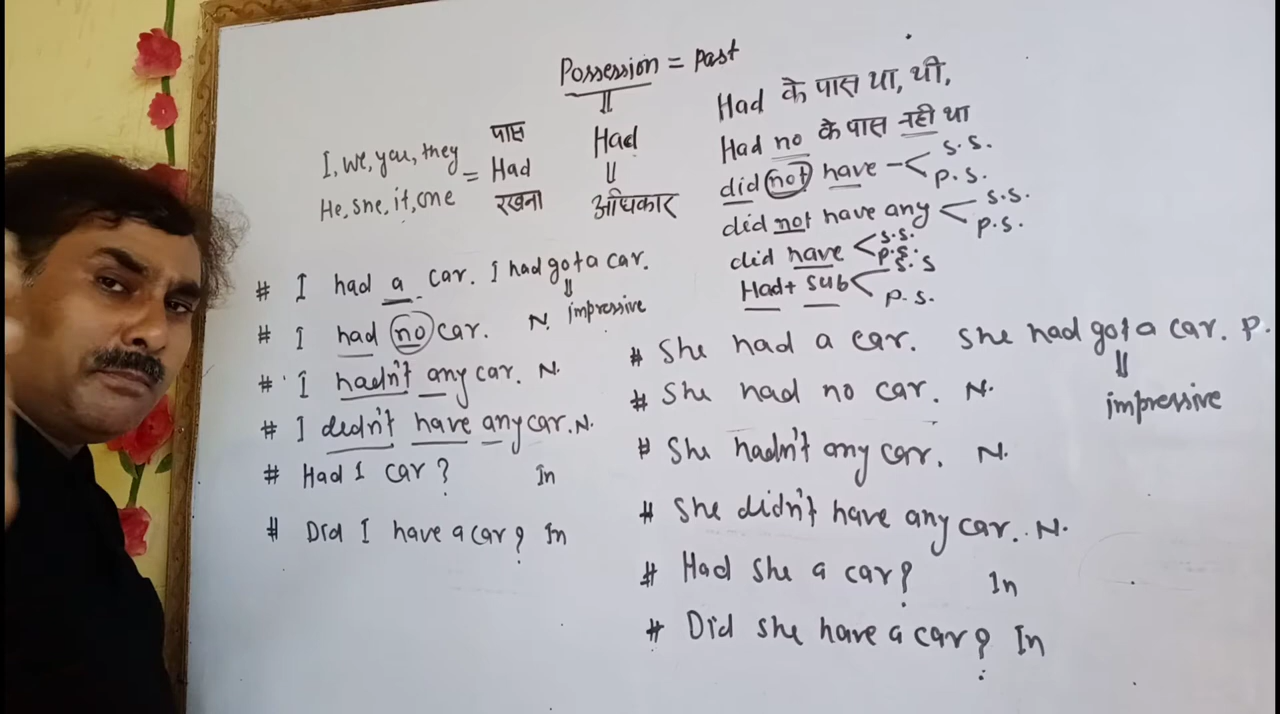 Possession = past
||
Had
||
अधिकार
I, we, you, they
He, she, it, one
=
पास
Had
रखना
Had के पास था, थी,
Had no के पास नही था
did not have - < s.s. p.s.
did not have any < s.s. p.s.
did have < s.s. p.s.
Had + sub < s.s p.s.
# I had a car. I had got a car.
|| impressive
# I had no car. N.
# I hadn't any car. N.
# I dedn't have any car. N.
# Had I car? In
# Did I have a car? In
# She had a car. She had got a car. P.
|| impressive
# She had no car. N.
# She hadn't any car. N.
# She didn't have any car. N.
# Had she a car? In
# Did she have a car? In